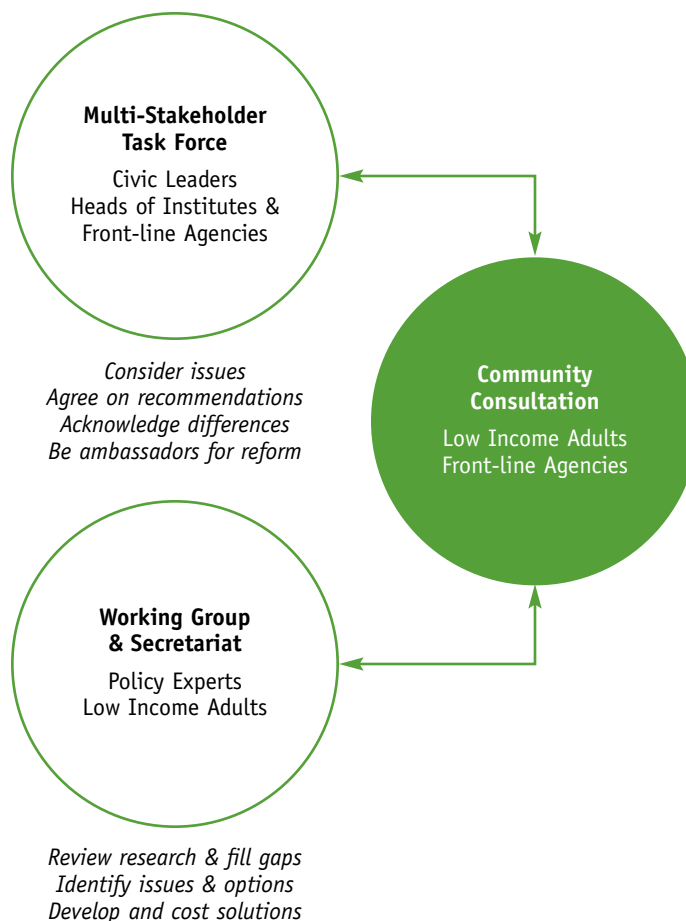 Multi-Stakeholder
Task Force
Civic Leaders
Heads of Institutes &
Front-line Agencies
Consider issues
Agree on recommendations
Acknowledge differences
Be ambassadors for reform
Community
Consultation
Low Income Adults
Front-line Agencies
Working Group
& Secretariat
Policy Experts
Low Income Adults
Review research & fill gaps
Identify issues & options
Develop and cost solutions